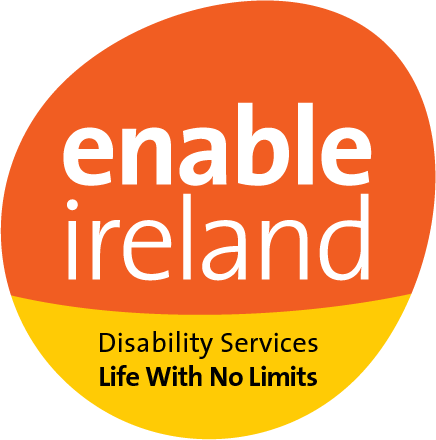 enable
ireland
Disability Services
Life With No Limits